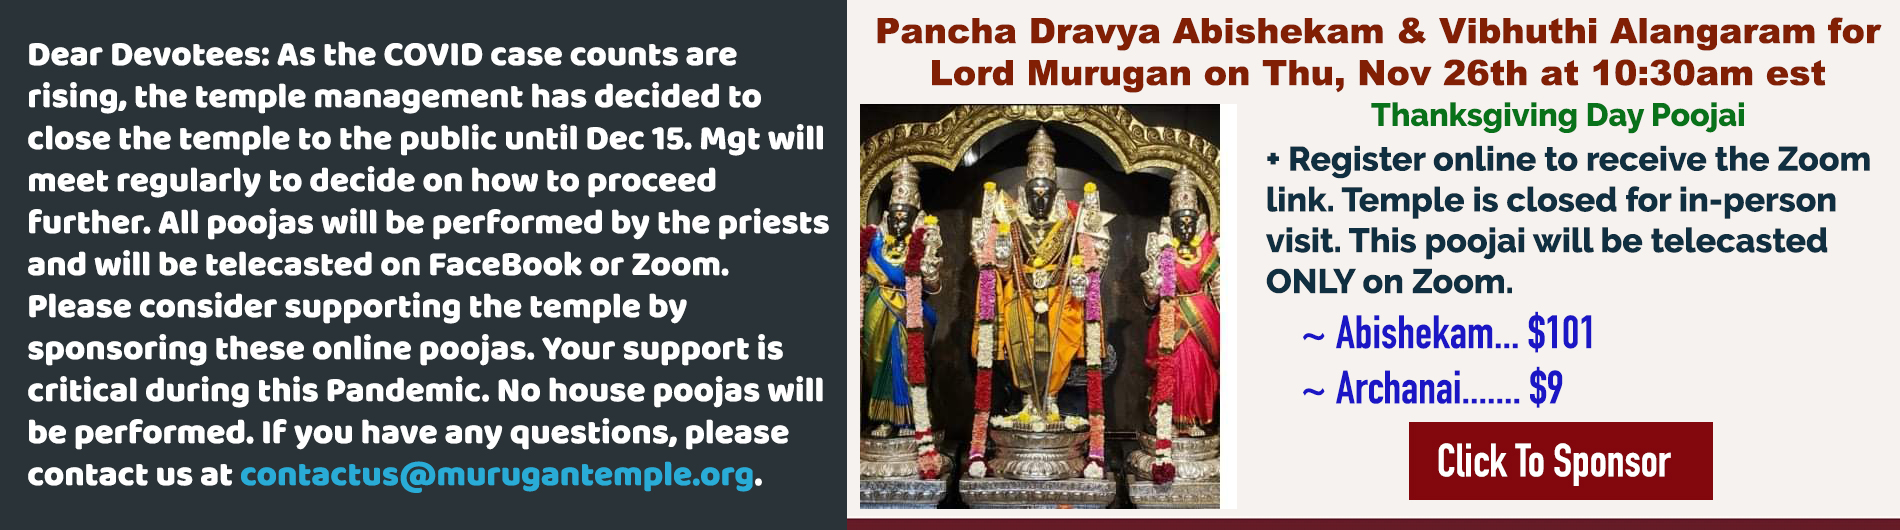 Dear Devotees: As the COVID case counts are
rising, the temple management has decided to
close the temple to the public until Dec 15. Mgt will
meet regularly to decide on how to proceed
further. All poojas will be performed by the priests
and will be telecasted on FaceBook or Zoom.
Please consider supporting the temple by
sponsoring these online poojas. Your support is
critical during this Pandemic. No house poojas will
be performed. If you have any questions, please
contact us at contactus@murugantemple.org.
Pancha Dravya Abishekam & Vibhuthi Alangaram for
Lord Murugan on Thu, Nov 26th at 10:30am est
Thanksgiving Day Poojai
+ Register online to receive the Zoom
link. Temple is closed for in-person
visit. This poojai will be telecasted
ONLY on Zoom.
~ Abishekam... $101
~ Archanai....... $9
Click To Sponsor